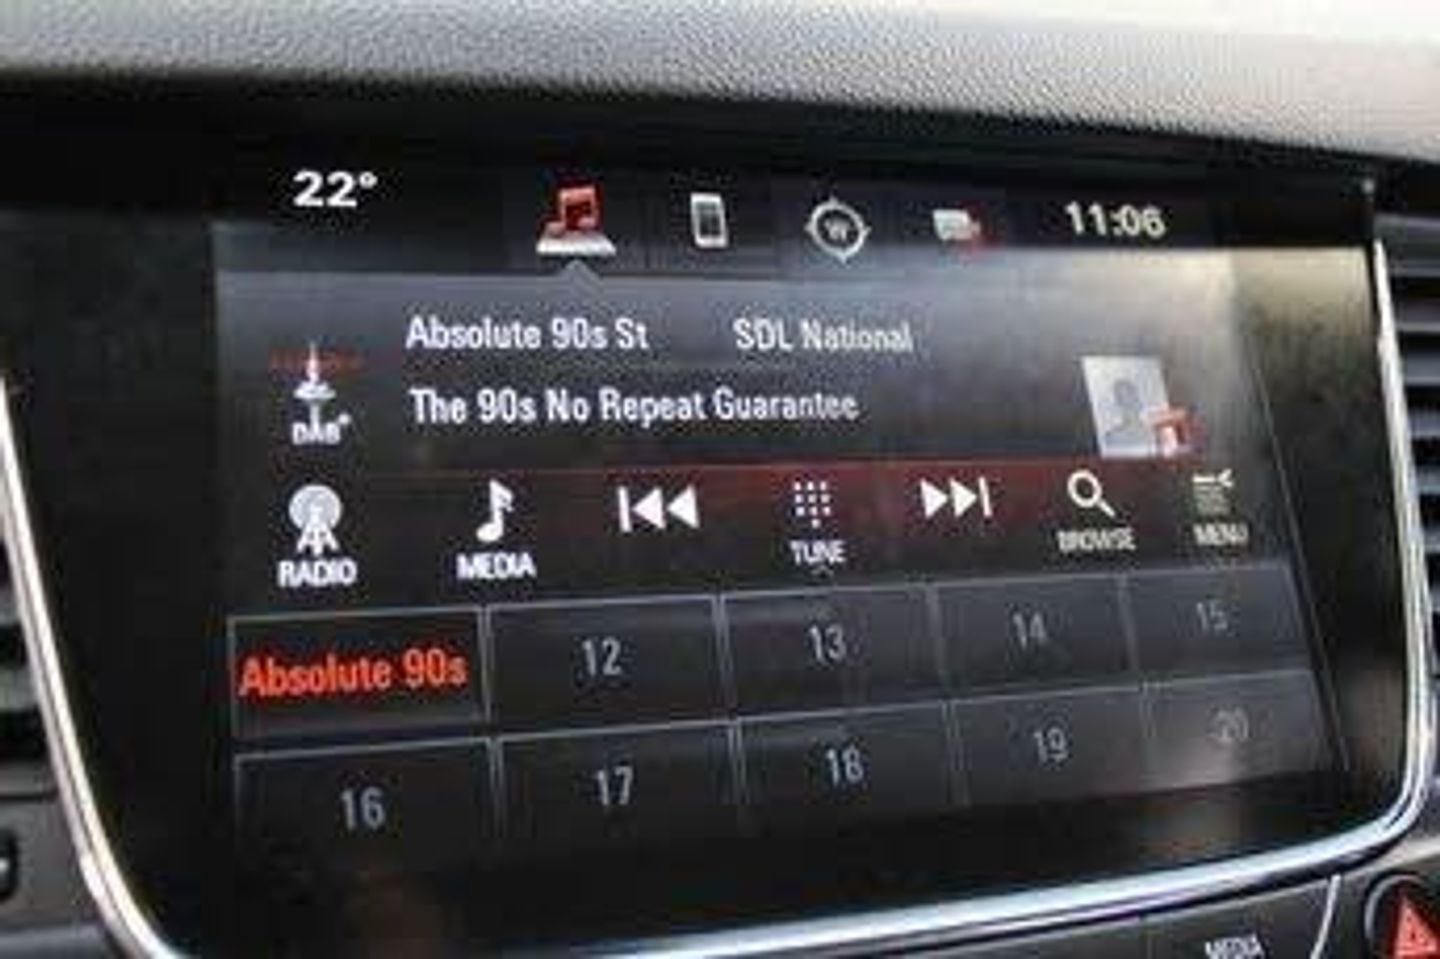 22° 11:06
Absolute 90s St SDL National
The 90s No Repeat Guarantee
DAB+
RADIO MEDIA TUNE BROWSE MENU
Absolute 90s 12 13 14 15
16 17 18 19 20
MEDIA